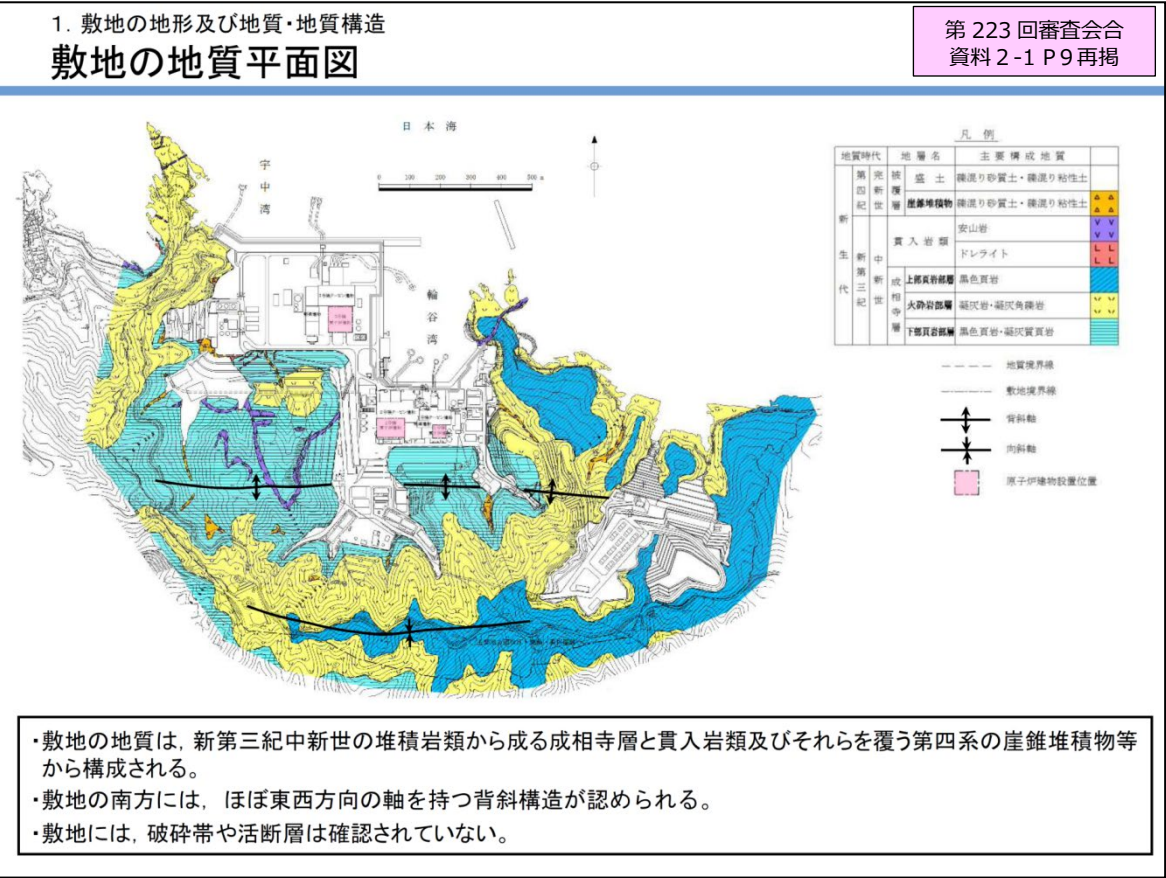 1．敷地の地形及び地質・地質構造
敷地の地質平面図
第 223 回審査会合
資料２-1 P９再掲
日 本 海
宇中湾
輪谷湾
0 100 200 300 400 500 m
凡 例
地質時代 地層名 主要構成地質
新生代
第四紀 完新世 被覆層 盛土 礫混り砂質土・礫混り粘性土
崖錐堆積物 礫混り砂質土・礫混り粘性土
新第三紀 中新世 貫入岩類 安山岩
ドレライト
成相寺層 上部頁岩部層 黒色頁岩
火砕岩部層 凝灰岩・凝灰角礫岩
下部頁岩部層 黒色頁岩・凝灰質頁岩
地質境界線
敷地境界線
背斜軸
向斜軸
原子炉建物設置位置
・敷地の地質は，新第三紀中新世の堆積岩類から成る成相寺層と貫入岩類及びそれらを覆う第四系の崖錐堆積物等
から構成される。
・敷地の南方には，ほぼ東西方向の軸を持つ背斜構造が認められる。
・敷地には，破砕帯や活断層は確認されていない。